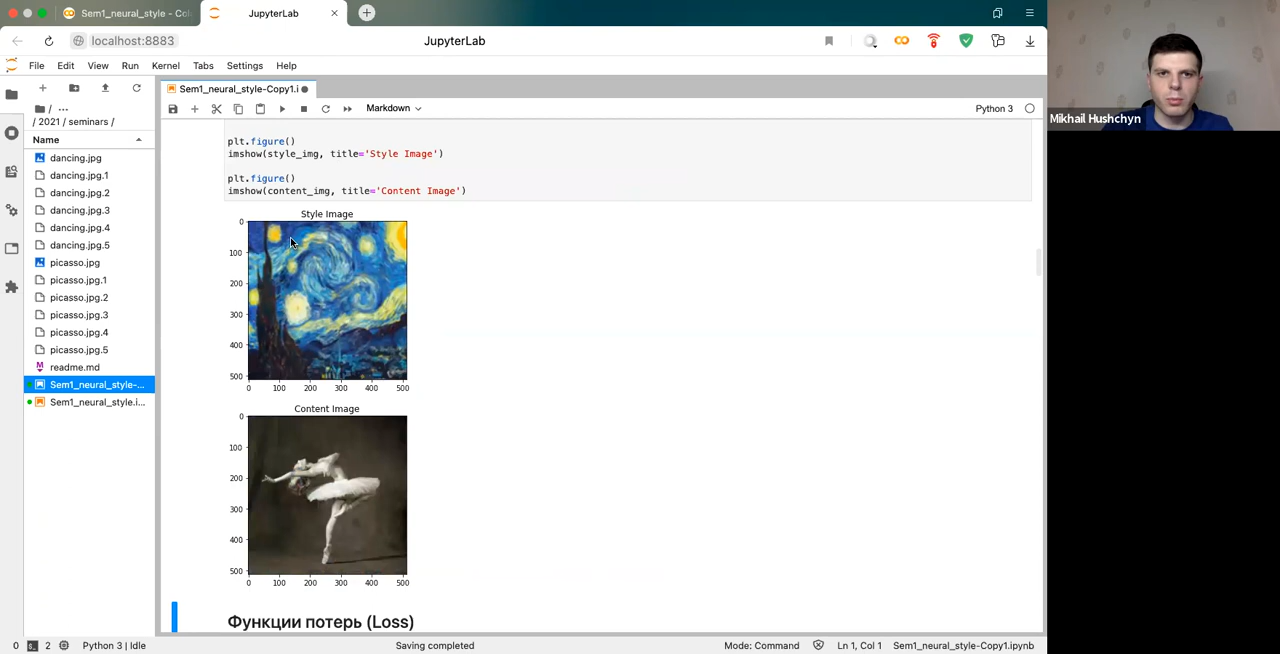 Sem1_neural_style - Col
JupyterLab
localhost:8883
JupyterLab
File Edit View Run Kernel Tabs Settings Help
Mikhail Hushchyn
Sem1_neural_style-Copy1.i
Markdown
Python 3
/ ...
/ 2021 / seminars /
Name
dancing.jpg
dancing.jpg.1
dancing.jpg.2
dancing.jpg.3
dancing.jpg.4
dancing.jpg.5
picasso.jpg
picasso.jpg.1
picasso.jpg.2
picasso.jpg.3
picasso.jpg.4
picasso.jpg.5
readme.md
Sem1_neural_style-...
Sem1_neural_style.i...
plt.figure()
imshow(style_img, title='Style Image')
plt.figure()
imshow(content_img, title='Content Image')
Style Image
0
100
200
300
400
500
0 100 200 300 400 500
Content Image
0
100
200
300
400
500
0 100 200 300 400 500
Функции потерь (Loss)
0 2 Python 3 | Idle Saving completed Mode: Command Ln 1, Col 1 Sem1_neural_style-Copy1.ipynb